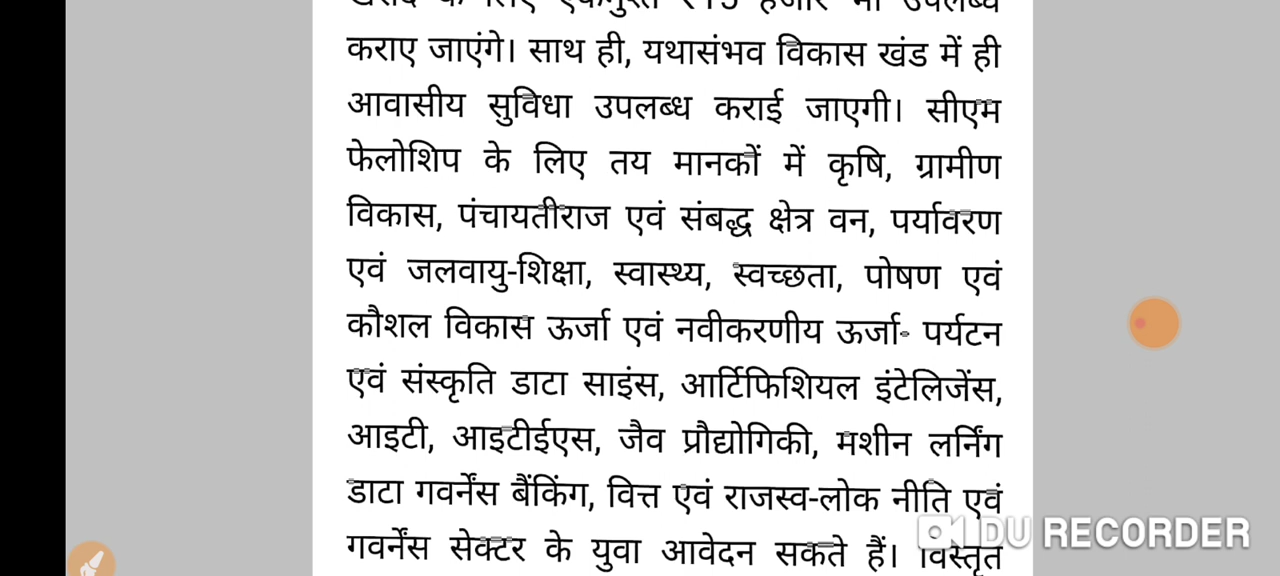 कराए जाएंगे। साथ ही, यथासंभव विकास खंड में ही
आवासीय सुविधा उपलब्ध कराई जाएगी। सीएम
फेलोशिप के लिए तय मानकों में कृषि, ग्रामीण
विकास, पंचायतीराज एवं संबद्ध क्षेत्र वन, पर्यावरण
एवं जलवायु-शिक्षा, स्वास्थ्य, स्वच्छता, पोषण एवं
कौशल विकास ऊर्जा एवं नवीकरणीय ऊर्जा- पर्यटन
एवं संस्कृति डाटा साइंस, आर्टिफिशियल इंटेलिजेंस,
आइटी, आइटीईएस, जैव प्रौद्योगिकी, मशीन लर्निंग
डाटा गवर्नेंस बैंकिंग, वित्त एवं राजस्व-लोक नीति एवं
गवर्नेंस सेक्टर के युवा आवेदन सकते हैं। विस्तृत
DU RECORDER